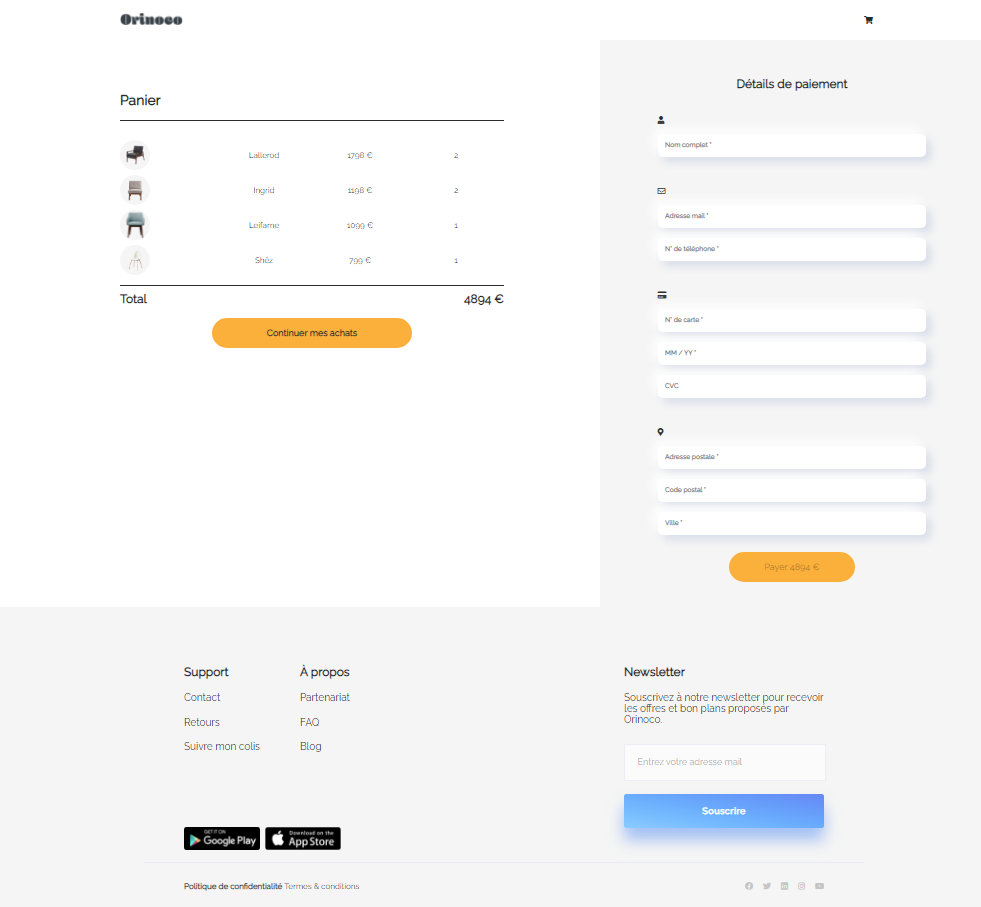 Orinoco
Panier
Lallerod 1798 € 2
Ingrid 1198 € 2
Leifarne 1099 € 1
Shéz 799 € 1
Total 4894 €
Continuer mes achats
Détails de paiement
Nom complet *
Adresse mail *
N° de téléphone *
N° de carte *
MM / YY *
CVC
Adresse postale *
Code postal *
Ville *
Payer 4894 €
Support
Contact
Retours
Suivre mon colis
À propos
Partenariat
FAQ
Blog
Newsletter
Souscrivez à notre newsletter pour recevoir
les offres et bon plans proposés par
Orinoco.
Entrez votre adresse mail
Souscrire
GET IT ON
Google Play
Download on the
App Store
Politique de confidentialité Termes & conditions